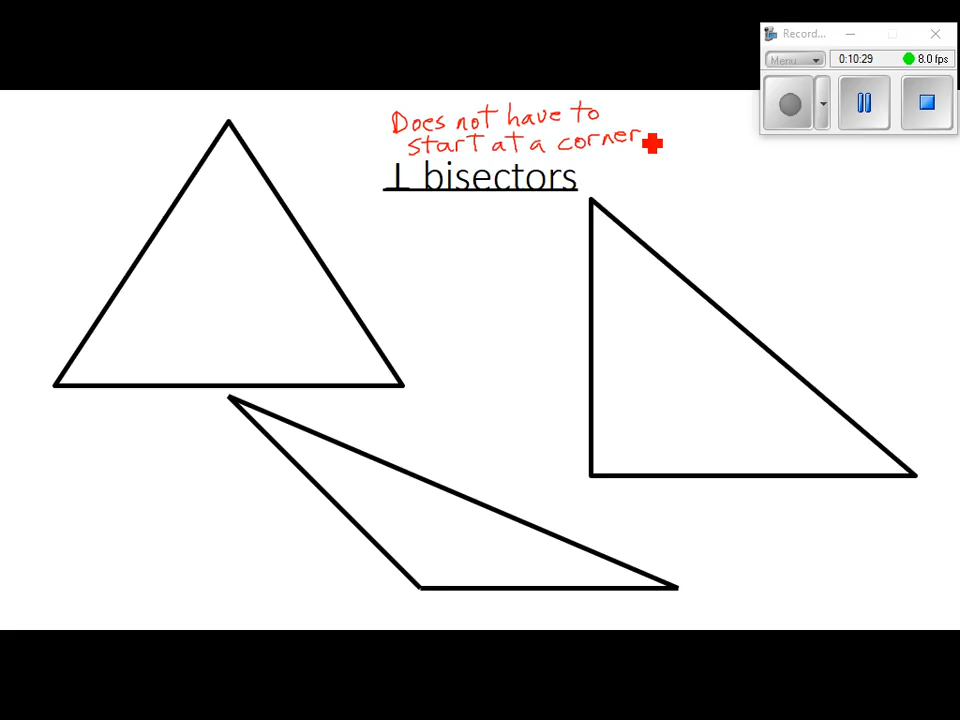 Record...
Menu
0:10:29
8.0 fps
Does not have to
start at a corner
⊥ bisectors